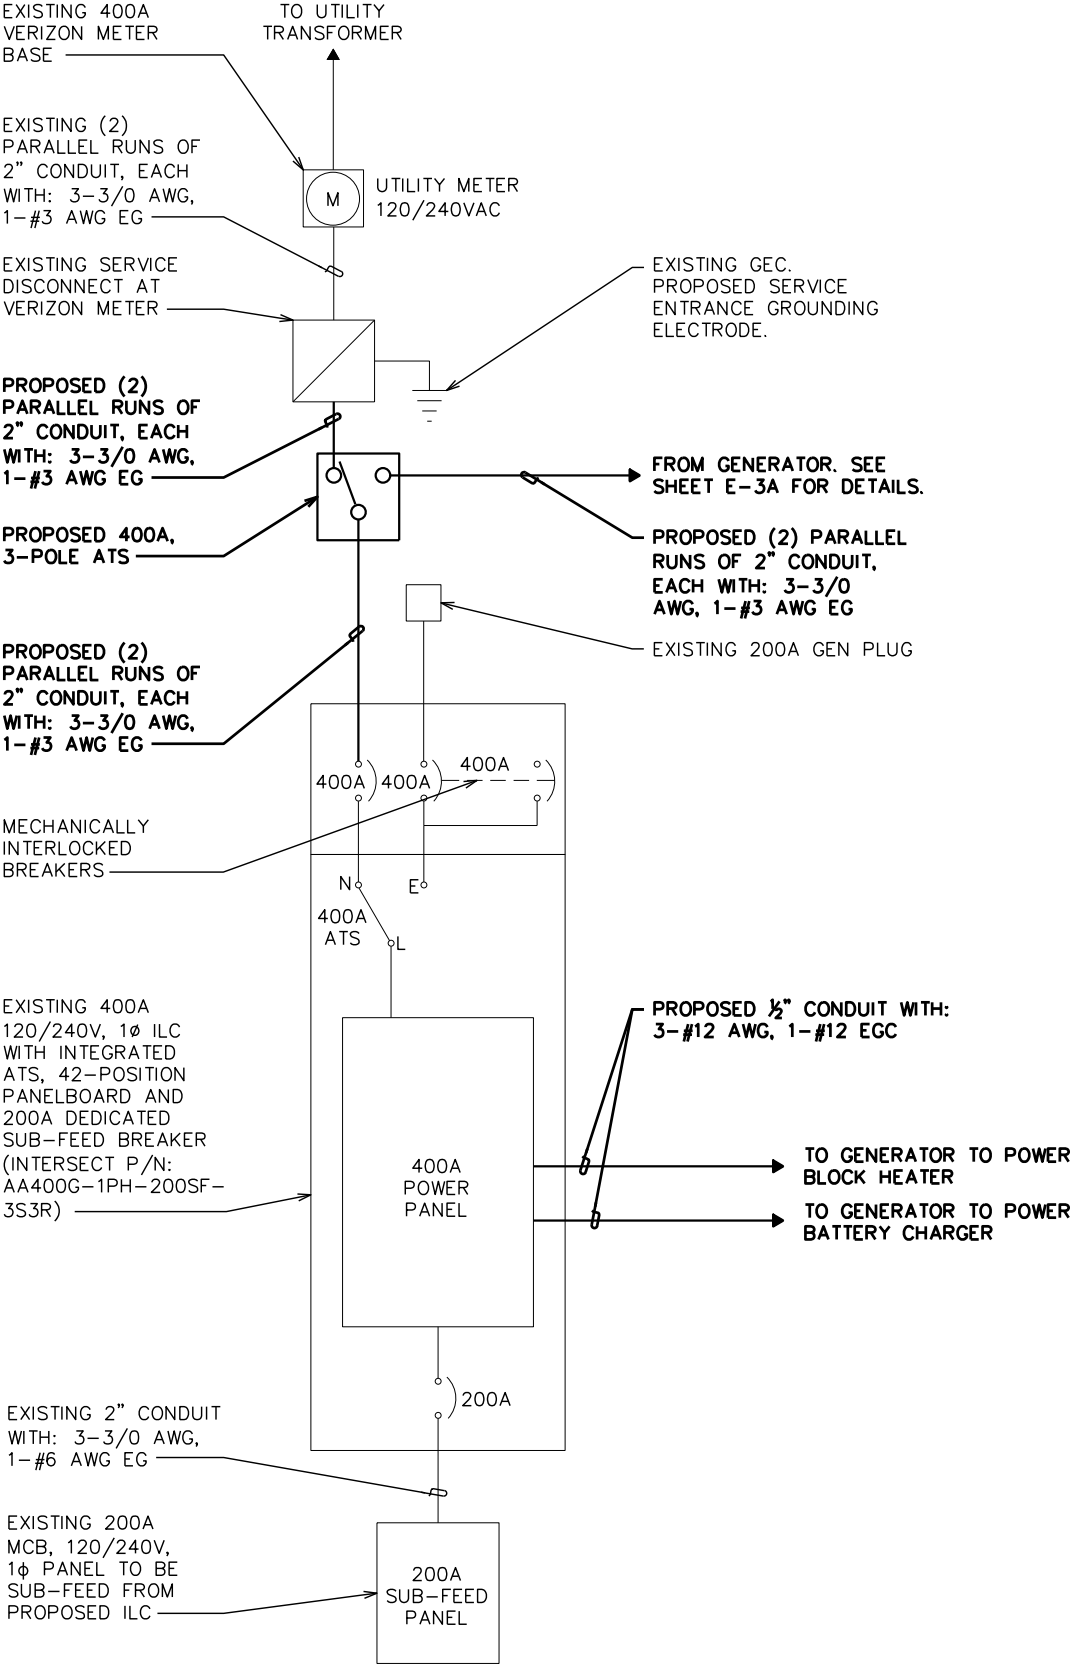 EXISTING 400A
VERIZON METER
BASE
TO UTILITY
TRANSFORMER
EXISTING (2)
PARALLEL RUNS OF
2" CONDUIT, EACH
WITH: 3-3/0 AWG,
1-#3 AWG EG
M
UTILITY METER
120/240VAC
EXISTING SERVICE
DISCONNECT AT
VERIZON METER
EXISTING GEC.
PROPOSED SERVICE
ENTRANCE GROUNDING
ELECTRODE.
PROPOSED (2)
PARALLEL RUNS OF
2" CONDUIT, EACH
WITH: 3-3/0 AWG,
1-#3 AWG EG
FROM GENERATOR. SEE
SHEET E-3A FOR DETAILS.
PROPOSED 400A,
3-POLE ATS
PROPOSED (2) PARALLEL
RUNS OF 2" CONDUIT,
EACH WITH: 3-3/0
AWG, 1-#3 AWG EG
EXISTING 200A GEN PLUG
PROPOSED (2)
PARALLEL RUNS OF
2" CONDUIT, EACH
WITH: 3-3/0 AWG,
1-#3 AWG EG
400A
400A
400A
MECHANICALLY
INTERLOCKED
BREAKERS
N
E
400A
ATS
L
EXISTING 400A
120/240V, 1ø ILC
WITH INTEGRATED
ATS, 42-POSITION
PANELBOARD AND
200A DEDICATED
SUB-FEED BREAKER
(INTERSECT P/N:
AA400G-1PH-200SF-
3S3R)
PROPOSED ½" CONDUIT WITH:
3-#12 AWG, 1-#12 EGC
400A
POWER
PANEL
TO GENERATOR TO POWER
BLOCK HEATER
TO GENERATOR TO POWER
BATTERY CHARGER
200A
EXISTING 2" CONDUIT
WITH: 3-3/0 AWG,
1-#6 AWG EG
EXISTING 200A
MCB, 120/240V,
1ϕ PANEL TO BE
SUB-FEED FROM
PROPOSED ILC
200A
SUB-FEED
PANEL